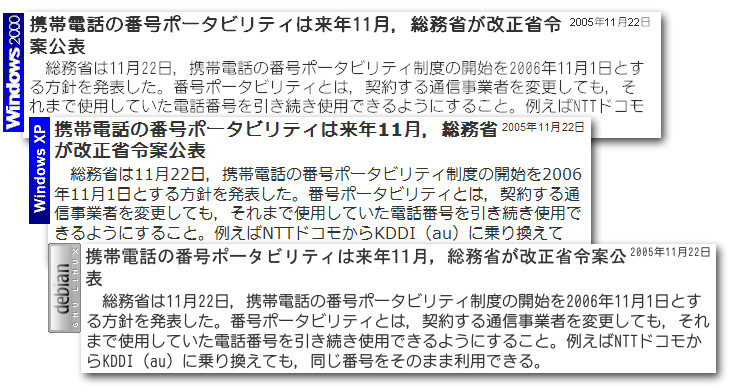 Windows 2000
携帯電話の番号ポータビリティは来年11月，総務省が改正省令 2005年11月22日
案公表
総務省は11月22日，携帯電話の番号ポータビリティ制度の開始を2006年11月1日とす
る方針を発表した。番号ポータビリティとは，契約する通信事業者を変更しても，そ
れまで使用していた電話番号を引き続き使用できるようにすること。例えばNTTドコモ
Windows XP
携帯電話の番号ポータビリティは来年11月，総務省 2005年11月22日
が改正省令案公表
総務省は11月22日，携帯電話の番号ポータビリティ制度の開始を2006
年11月1日とする方針を発表した。番号ポータビリティとは，契約する通
信事業者を変更しても，それまで使用していた電話番号を引き続き使用で
きるようにすること。例えばNTTドコモからKDDI（au）に乗り換えて
debian
GNU LINUX
携帯電話の番号ポータビリティは来年11月，総務省が改正省令案公 2005年11月22日
表
総務省は11月22日，携帯電話の番号ポータビリティ制度の開始を2006年11月1日とす
る方針を発表した。番号ポータビリティとは，契約する通信事業者を変更しても，それ
まで使用していた電話番号を引き続き使用できるようにすること。例えばNTTドコモか
らKDDI（au）に乗り換えても，同じ番号をそのまま利用できる。